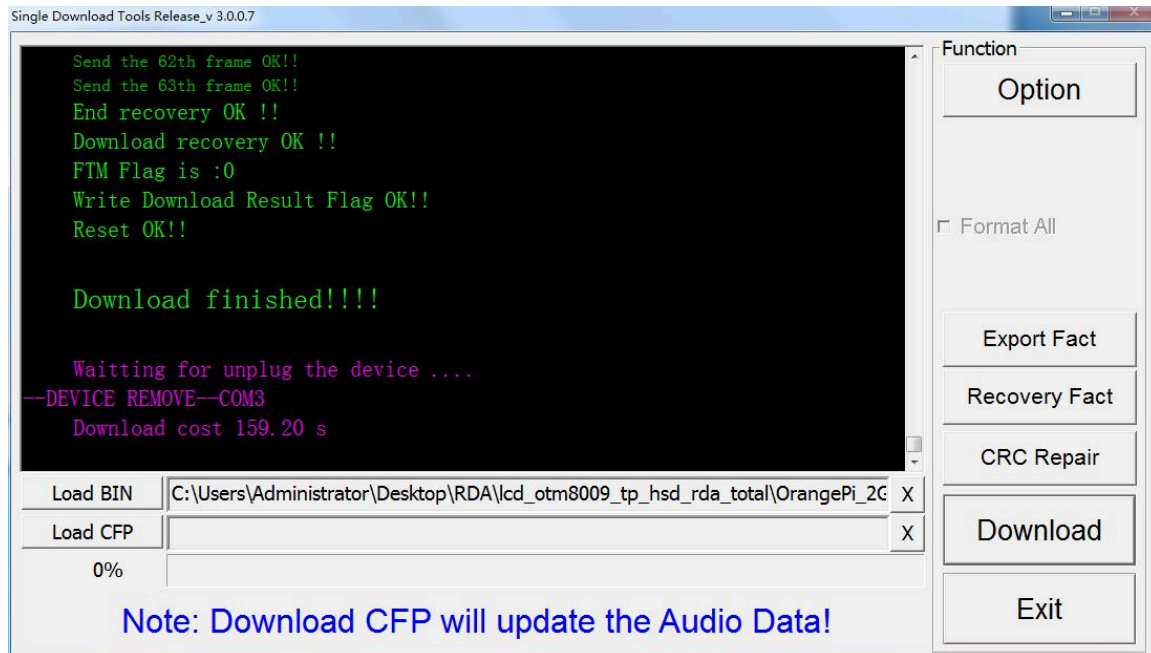 Single Download Tools Release_v 3.0.0.7
Send the 62th frame OK!!
Send the 63th frame OK!!
End recovery OK !!
Download recovery OK !!
FTM Flag is :0
Write Download Result Flag OK!!
Reset OK!!
Download finished!!!!
Waitting for unplug the device ....
--DEVICE REMOVE--COM3
Download cost 159.20 s
Load BIN C:\Users\Administrator\Desktop\RDA\lcd_otm8009_tp_hsd_rda_total\OrangePi_2G X
Load CFP X
0%
Note: Download CFP will update the Audio Data!
Function
Option
Format All
Export Fact
Recovery Fact
CRC Repair
Download
Exit